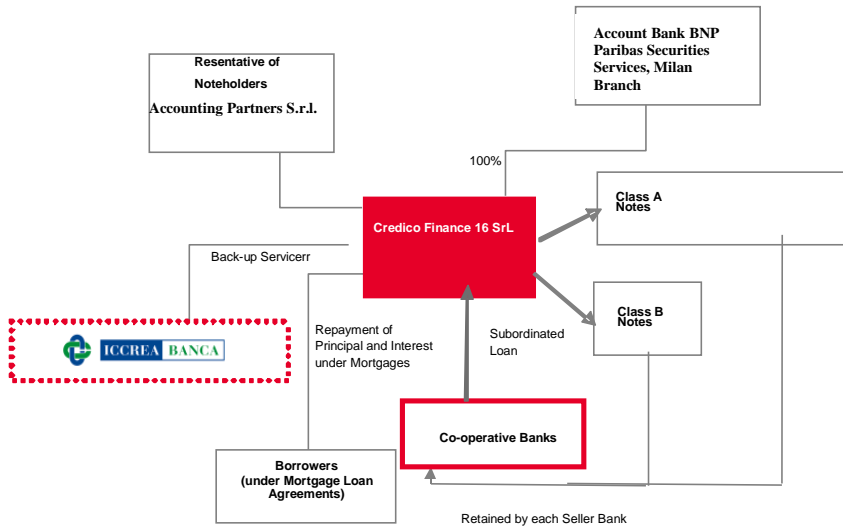 Resentative of
Noteholders
Accounting Partners S.r.l.
Account Bank BNP
Paribas Securities
Services, Milan
Branch
100%
Credico Finance 16 SrL
Class A
Notes
Back-up Servicerr
Class B
Notes
ICCREA BANCA
Repayment of
Principal and Interest
under Mortgages
Subordinated
Loan
Co-operative Banks
Borrowers
(under Mortgage Loan
Agreements)
Retained by each Seller Bank